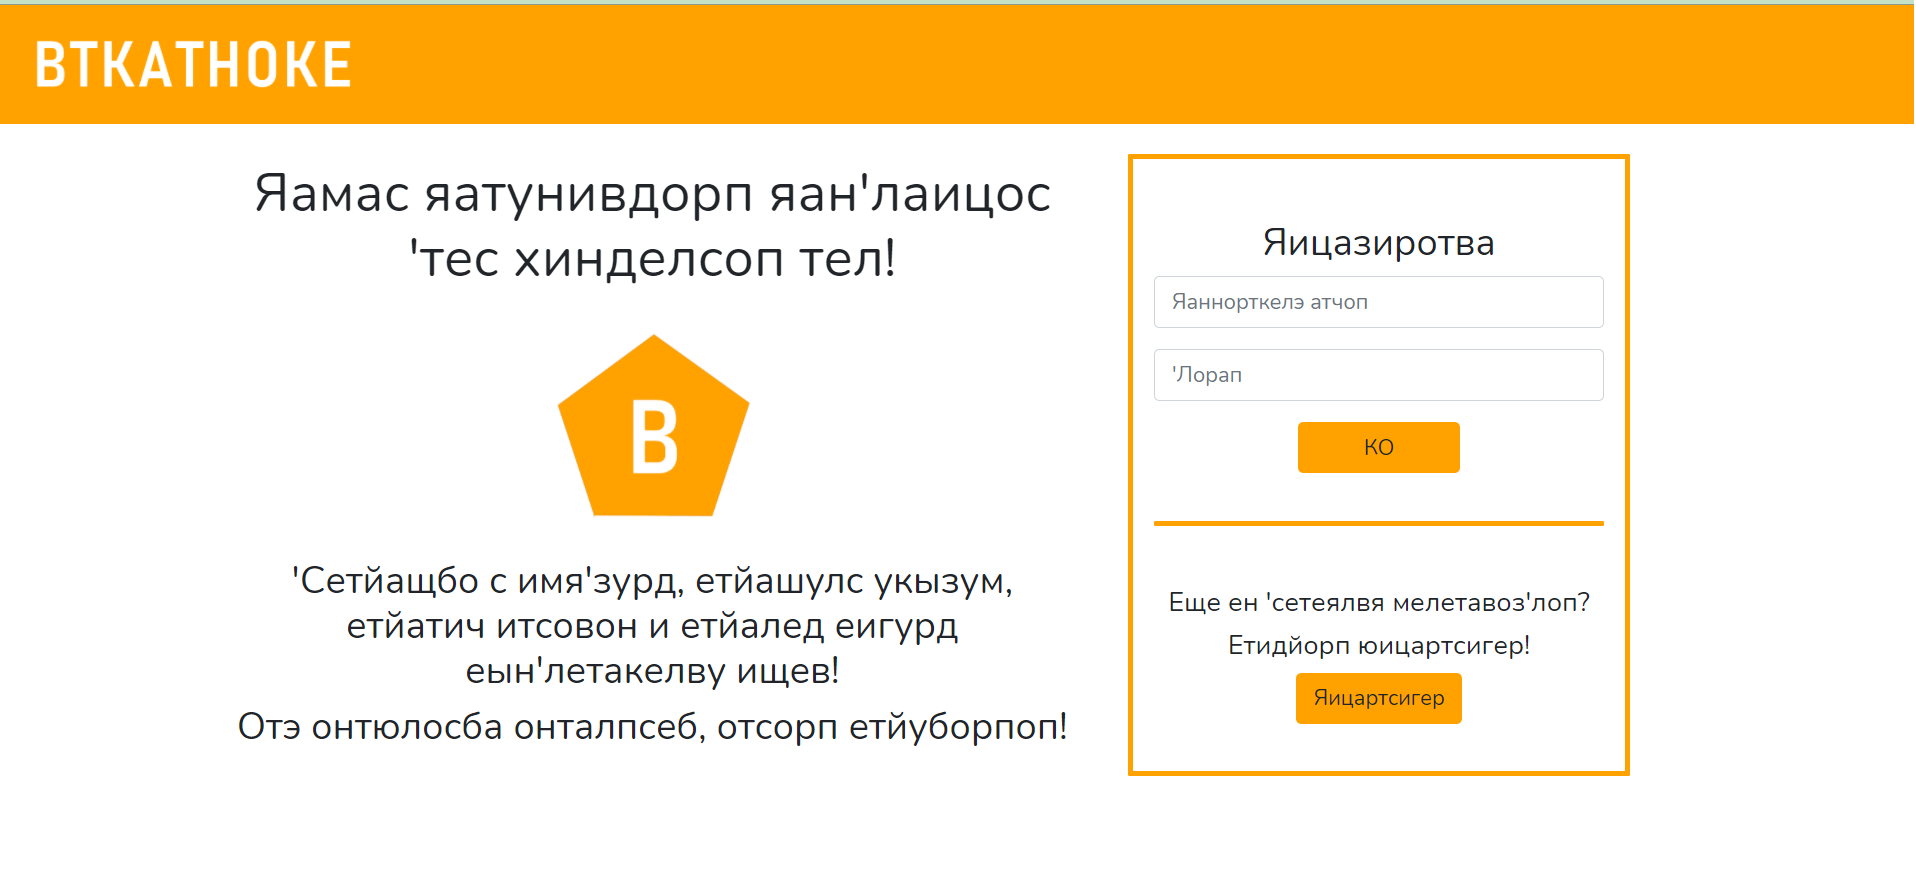 ВТКАТНОКЕ
Яамас яатунивдорп яан'лаицос
'тес хинделсоп тел!
В
'Сетйащбо с имя'зурд, етйашулс укызум,
етйатич итсовон и етйалед еигурд
еын'летакелву ищев!
Отэ онтюлосба онталпсеб, отсорп етйуборпоп!
Яицазиротва
Яаннорткелэ атчоп
'Лорап
КО
Еще ен 'сетеялвя мелетавоз'лоп?
Етидйорп юицартсигер!
Яицартсигер